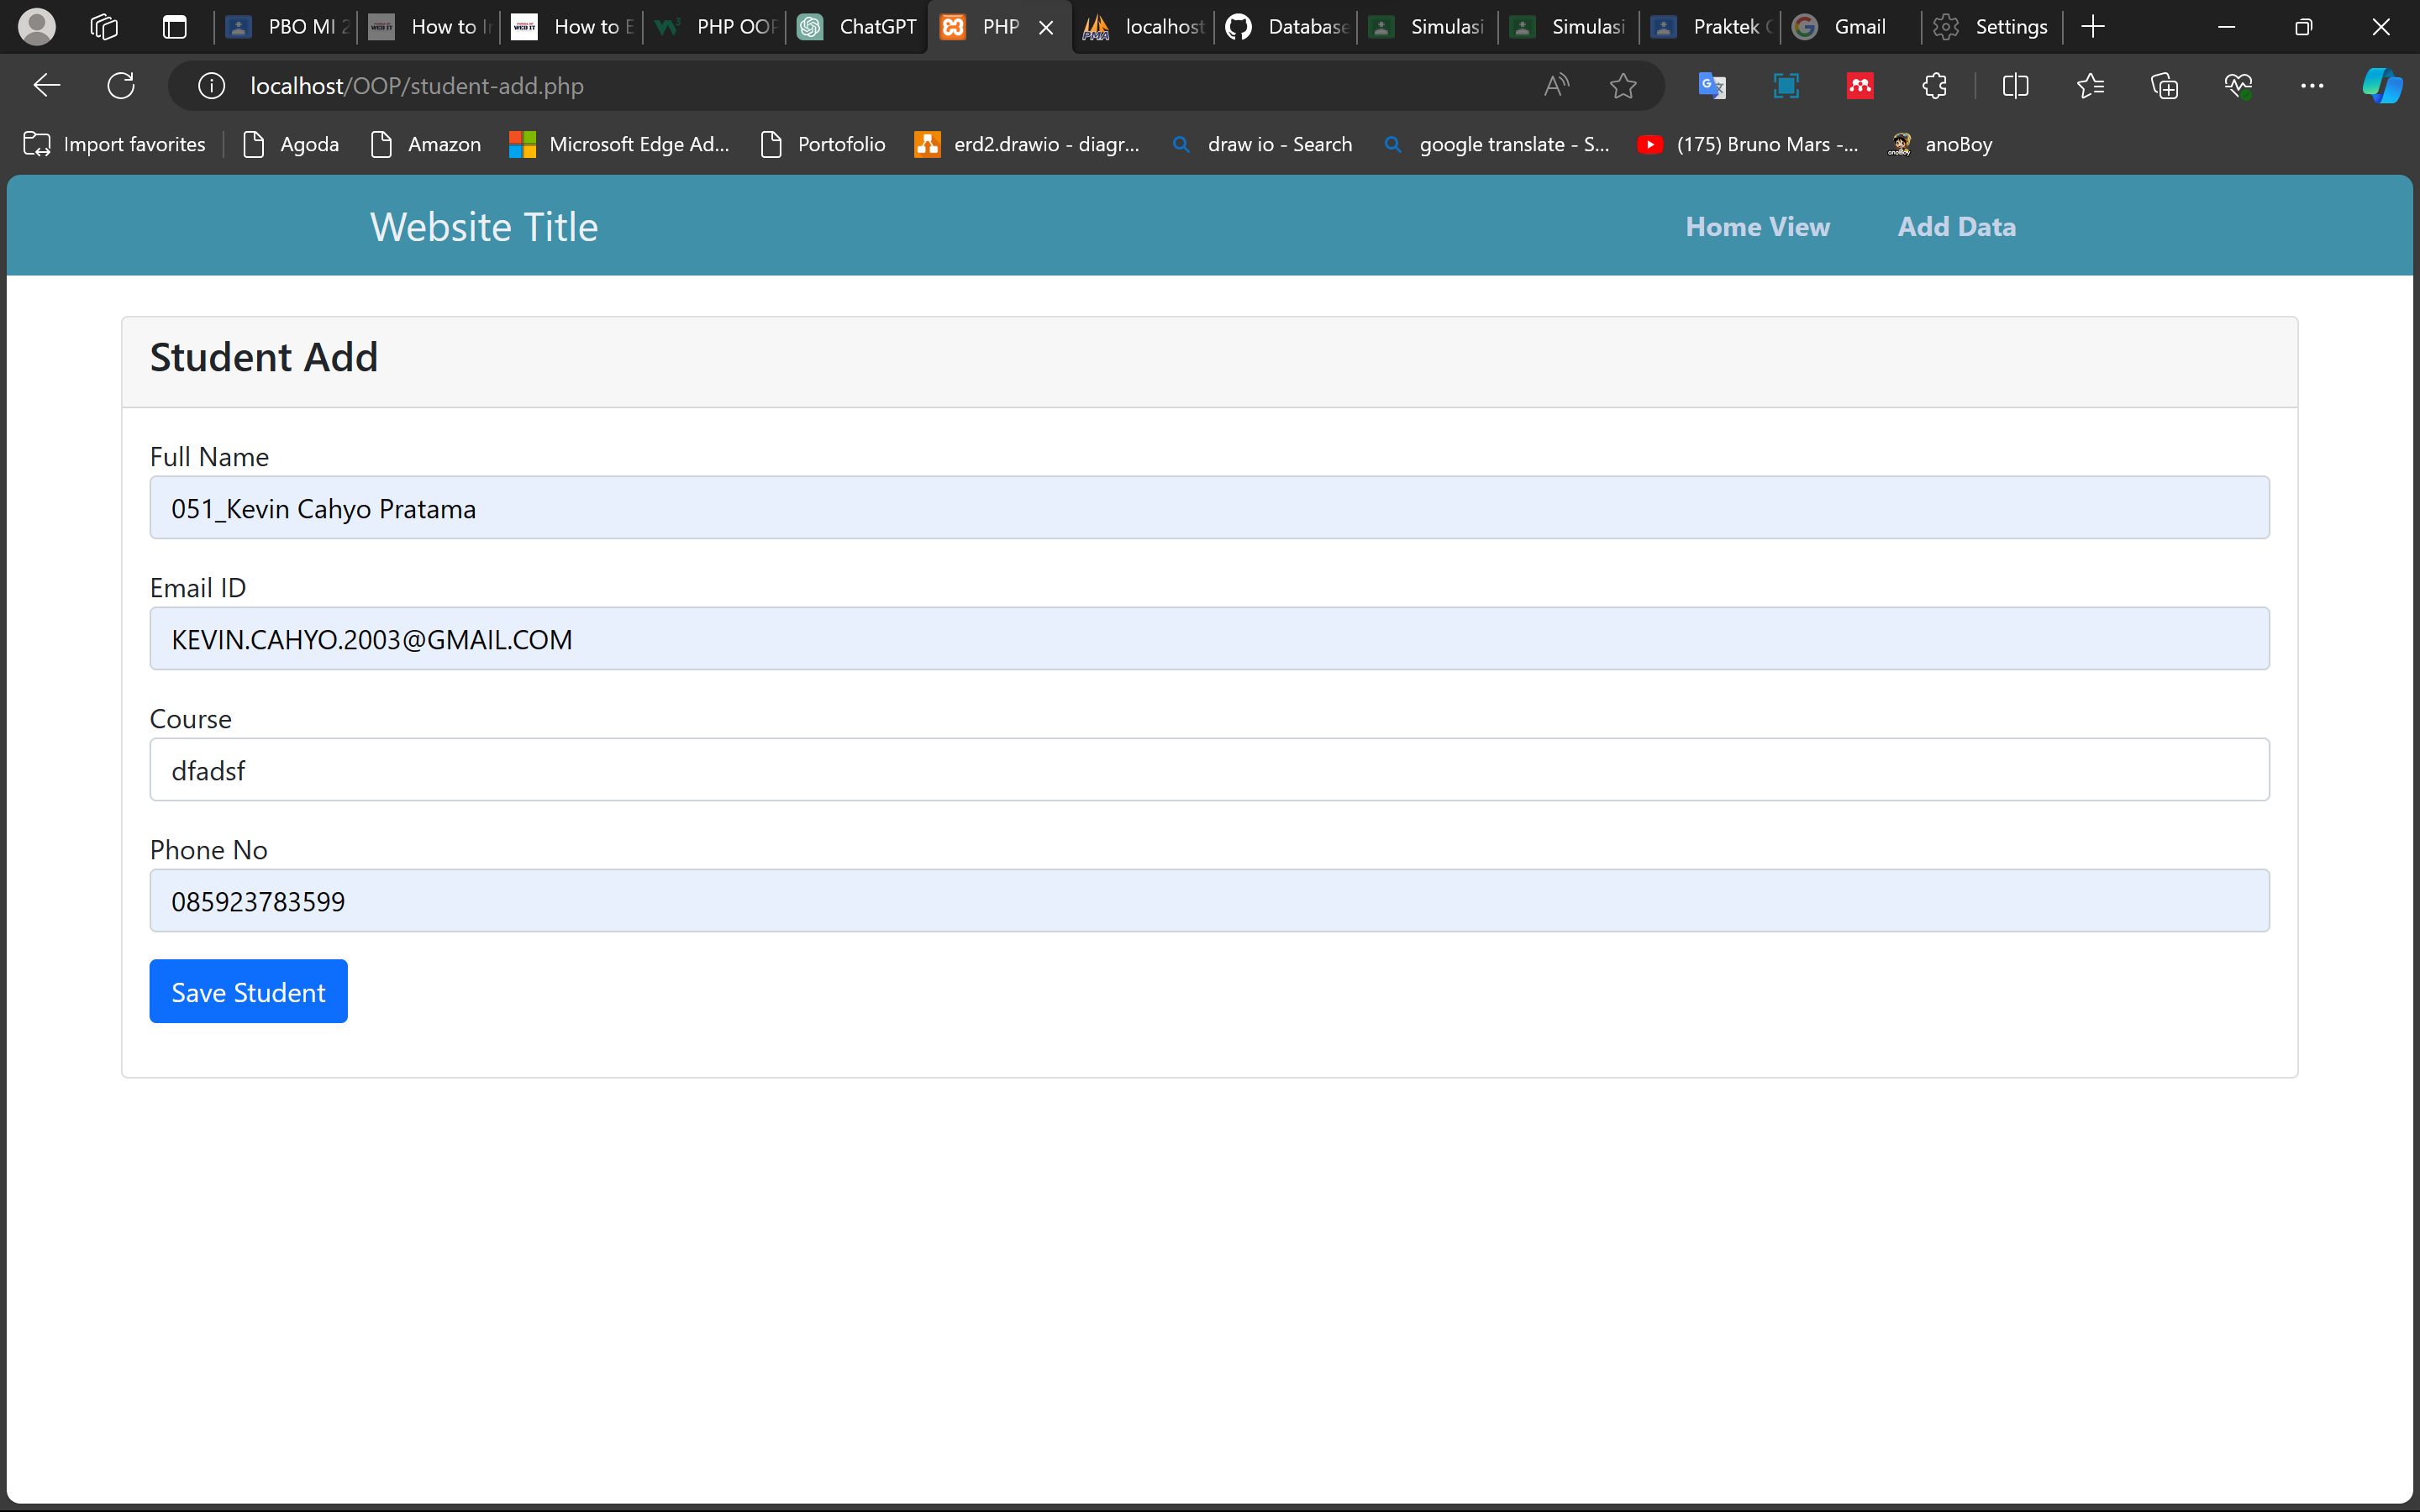 PBO MI 2 How to I How to E PHP OOP ChatGPT PHP localhost Database Simulasi Simulasi Praktek Gmail Settings
localhost/OOP/student-add.php
Import favorites Agoda Amazon Microsoft Edge Ad... Portofolio erd2.drawio - diagr... draw io - Search google translate - S... (175) Bruno Mars -... anoBoy
Website Title Home View Add Data
Student Add
Full Name
051_Kevin Cahyo Pratama
Email ID
KEVIN.CAHYO.2003@GMAIL.COM
Course
dfadsf
Phone No
085923783599
Save Student